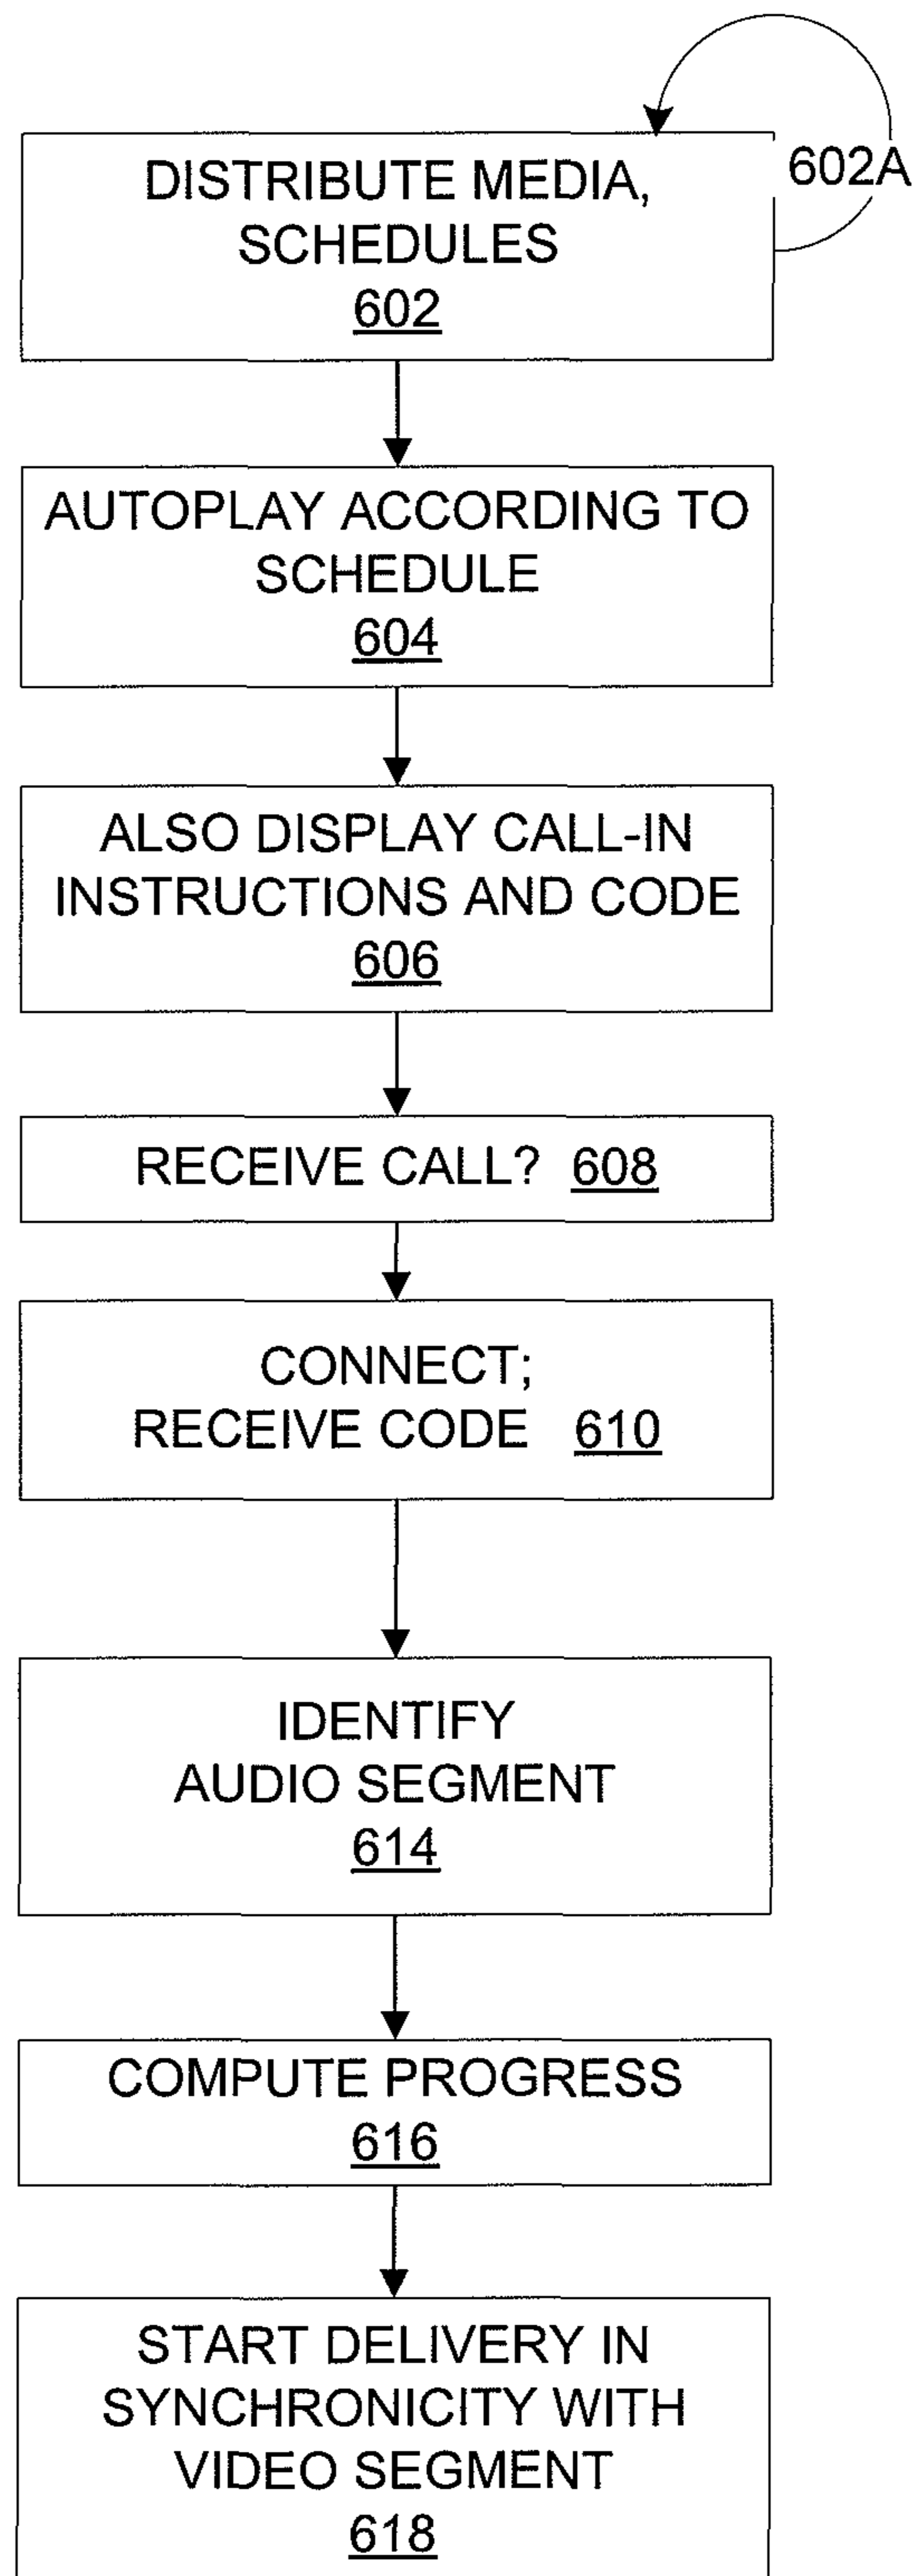 602A
DISTRIBUTE MEDIA,
SCHEDULES
602
AUTOPLAY ACCORDING TO
SCHEDULE
604
ALSO DISPLAY CALL-IN
INSTRUCTIONS AND CODE
606
RECEIVE CALL? 608
CONNECT;
RECEIVE CODE 610
IDENTIFY
AUDIO SEGMENT
614
COMPUTE PROGRESS
616
START DELIVERY IN
SYNCHRONICITY WITH
VIDEO SEGMENT
618